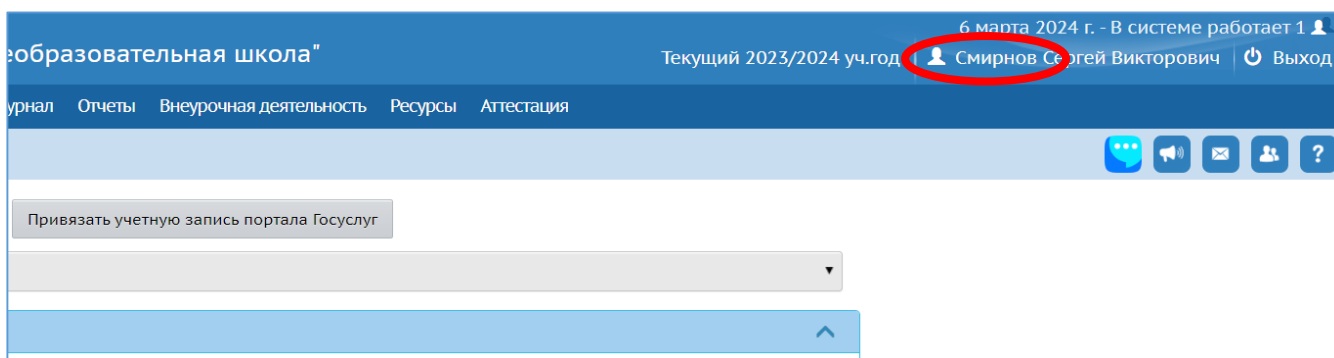 6 марта 2024 г. - В системе работает 1
еобразовательная школа"
Текущий 2023/2024 уч.год Смирнов Сергей Викторович Выход
урнал Отчеты Внеурочная деятельность Ресурсы Аттестация
?
Привязать учетную запись портала Госуслуг